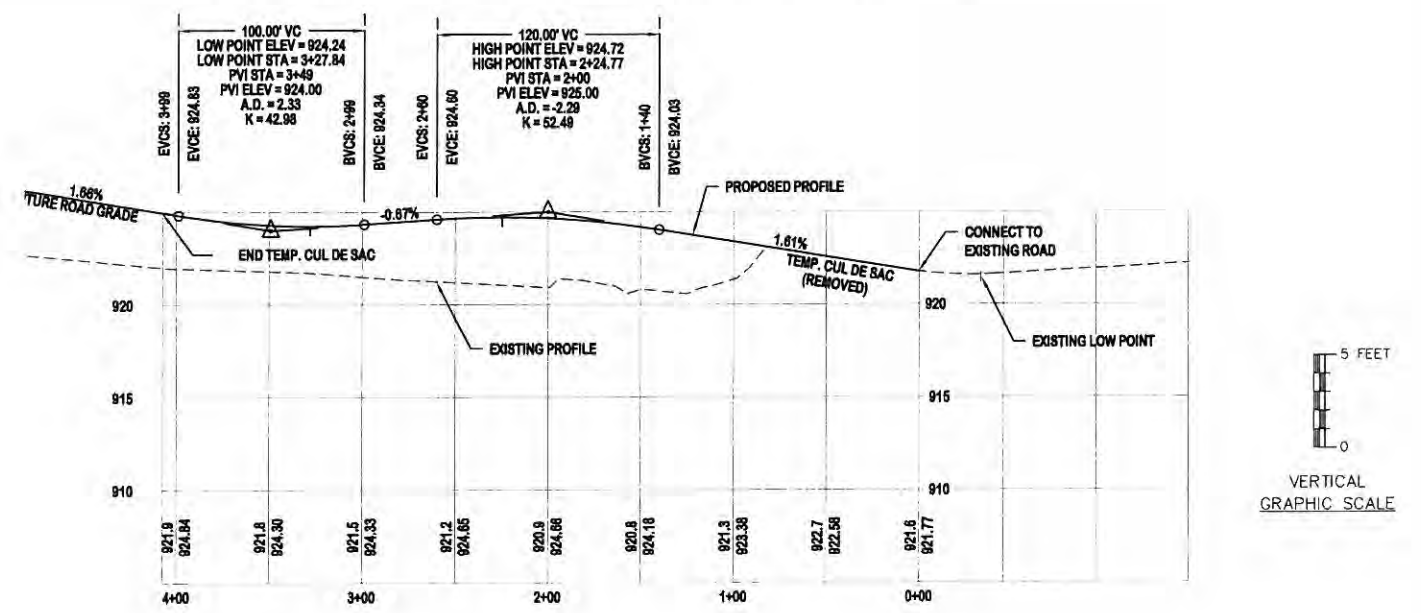 100.00' VC
LOW POINT ELEV = 924.24
LOW POINT STA = 3+27.84
PVI STA = 3+49
PVI ELEV = 924.00
A.D. = 2.33
K = 42.98
120.00' VC
HIGH POINT ELEV = 924.72
HIGH POINT STA = 2+24.77
PVI STA = 2+00
PVI ELEV = 925.00
A.D. = -2.29
K = 52.49
EVCS: 3+99
EVCE: 924.83
BVCS: 2+99
BVCE: 924.34
EVCS: 2+60
EVCE: 924.60
BVCS: 1+40
BVCE: 924.03
1.66%
TURE ROAD GRADE
-0.67%
PROPOSED PROFILE
END TEMP. CUL DE SAC
1.61%
TEMP. CUL DE SAC
(REMOVED)
CONNECT TO
EXISTING ROAD
920
920
EXISTING PROFILE
EXISTING LOW POINT
915
915
910
910
5 FEET
0
VERTICAL
GRAPHIC SCALE
921.9
924.84
921.8
924.30
921.5
924.33
921.2
924.65
920.9
924.66
920.8
924.18
921.3
923.38
922.7
922.58
921.6
921.77
4+00
3+00
2+00
1+00
0+00